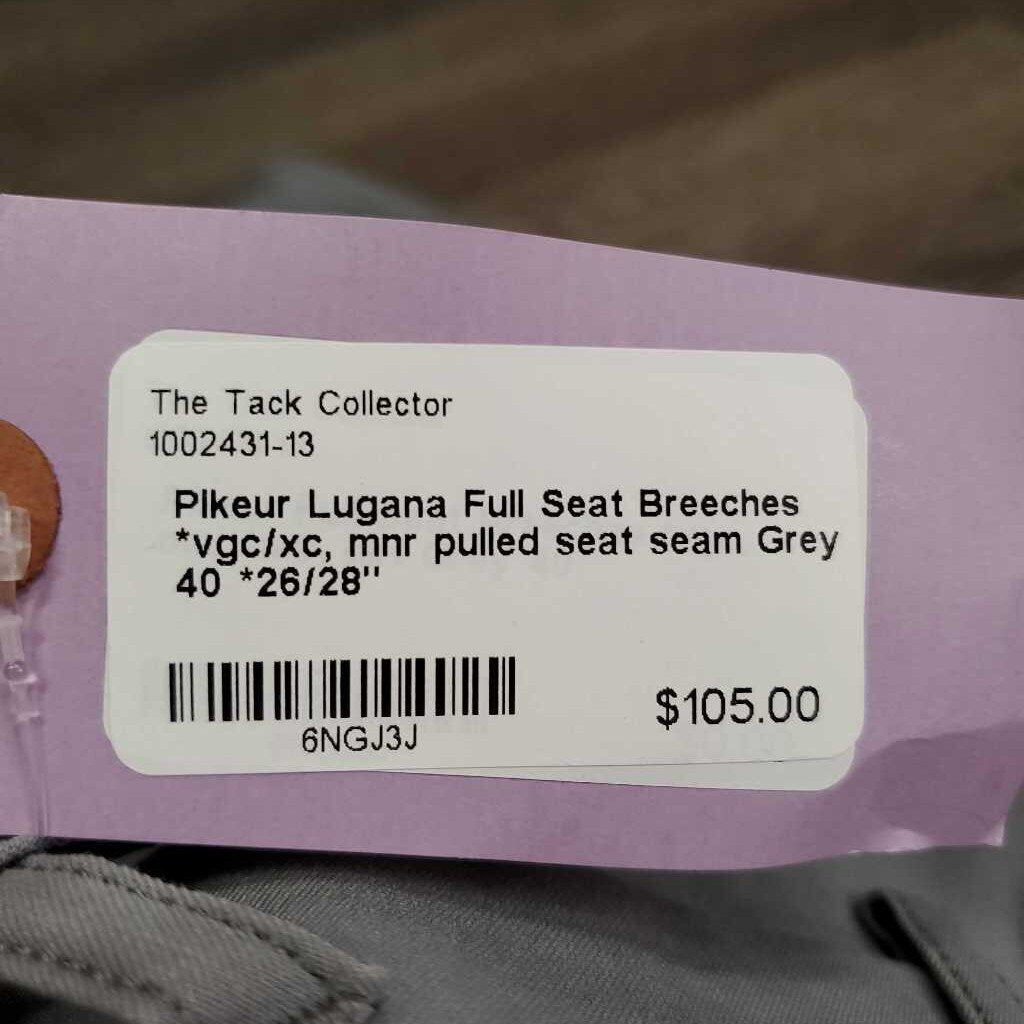 The Tack Collector
1002431-13
Plkeur Lugana Full Seat Breeches
*vgc/xc, mnr pulled seat seam Grey
40 *26/28"
6NGJ3J
$105.00